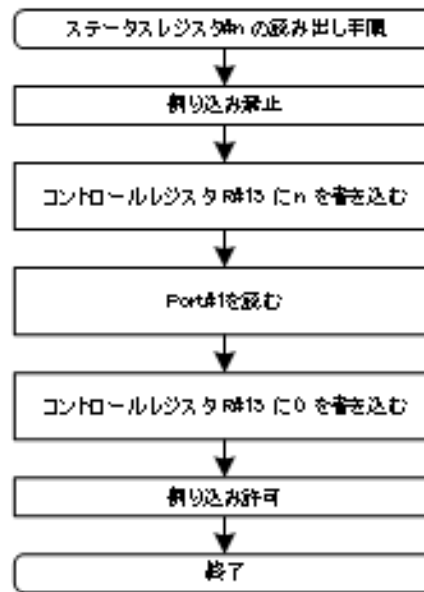 ステータスレジスタ#n の読み出し手順
割り込み禁止
コントロールレジスタ R#15 に n を書き込む
Port#1を読む
コントロールレジスタ R#15 に 0 を書き込む
割り込み許可
終了